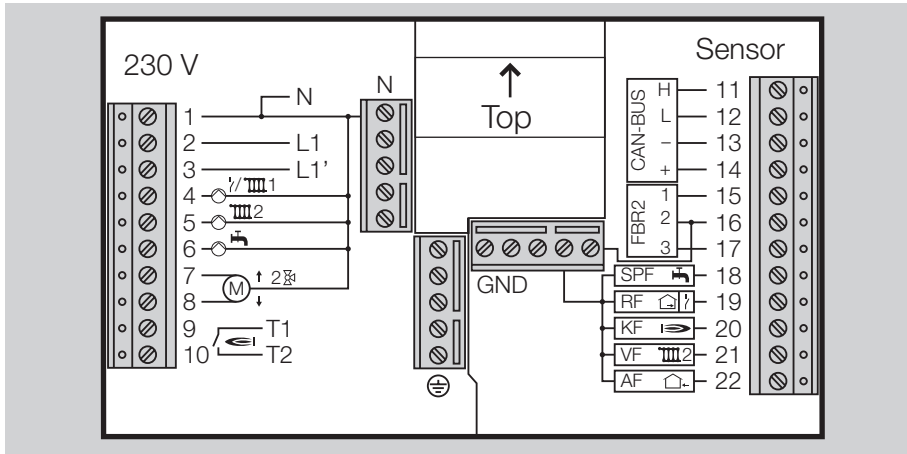 230 V
N
Top
Sensor
1 N
2 L1
3 L1'
4 1
5 2
6
7 M 2
8
9 T1
10 T2
GND
CAN-BUS
H 11
L 12
– 13
+ 14
FBR2
1 15
2 16
3 17
SPF 18
RF 19
KF 20
VF 2 21
AF 22